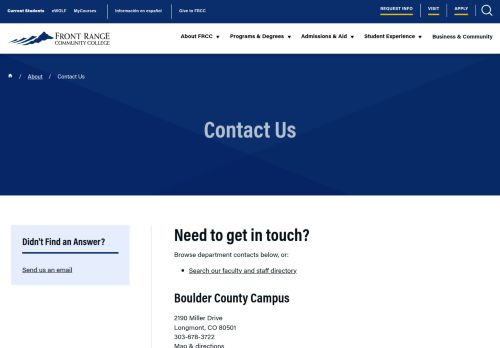 Current Students eWOLF MyCourses Información en español Give to FRCC REQUEST INFO VISIT APPLY
FRONT RANGE
COMMUNITY COLLEGE
About FRCC Programs & Degrees Admissions & Aid Student Experience Business & Community
/ About / Contact Us
Contact Us
Didn't Find an Answer?
Send us an email
Need to get in touch?
Browse department contacts below, or:
Search our faculty and staff directory
Boulder County Campus
2190 Miller Drive
Longmont, CO 80501
303-678-3722
Map & directions